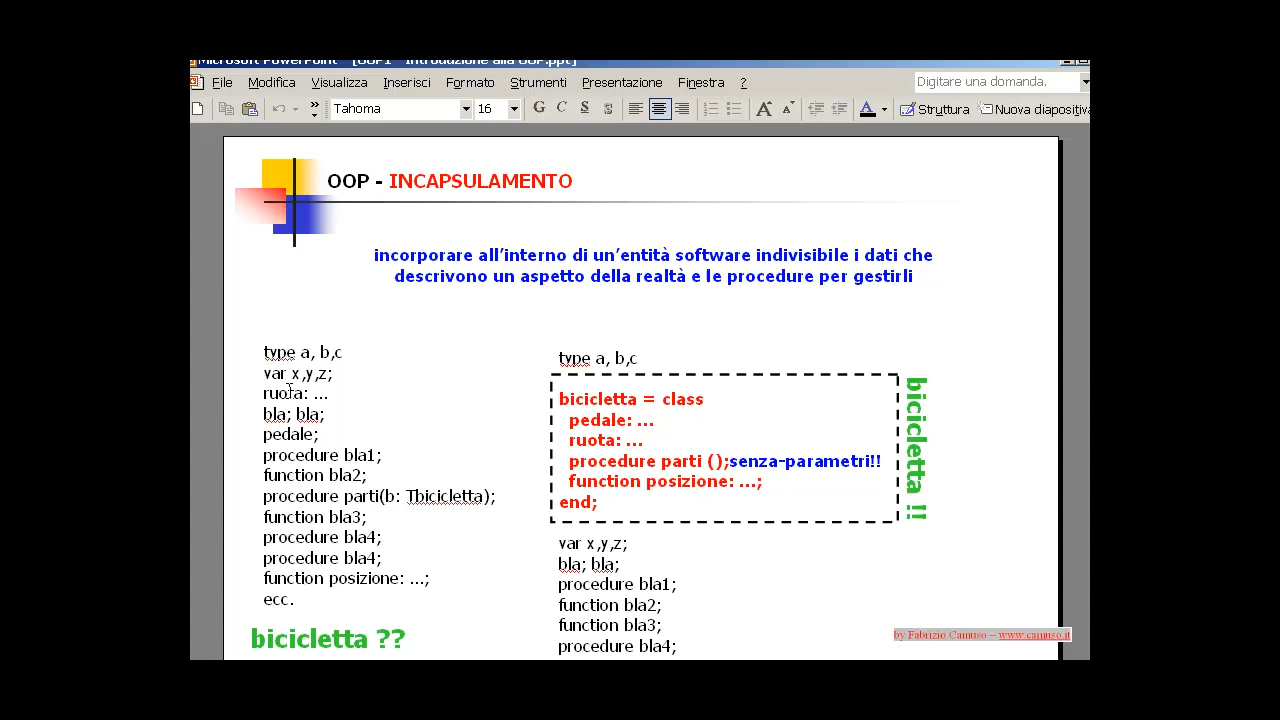 Microsoft PowerPoint - [OOP1 - Introduzione alla OOP.ppt]
File Modifica Visualizza Inserisci Formato Strumenti Presentazione Finestra ?
Digitare una domanda.
Tahoma 16 G C S S A A A Struttura Nuova diapositiva
OOP - INCAPSULAMENTO
incorporare all'interno di un'entità software indivisibile i dati che
descrivono un aspetto della realtà e le procedure per gestirli
type a, b,c
var x,y,z;
ruota: ...
bla; bla;
pedale;
procedure bla1;
function bla2;
procedure parti(b: Tbicicletta);
function bla3;
procedure bla4;
procedure bla4;
function posizione: ...;
ecc.
bicicletta ??
type a, b,c
bicicletta = class
pedale: ...
ruota: ...
procedure parti ();senza-parametri!!
function posizione: ...;
end;
bicicletta !!
var x,y,z;
bla; bla;
procedure bla1;
function bla2;
function bla3;
procedure bla4;
by Fabrizio Camuso – www.camuso.it